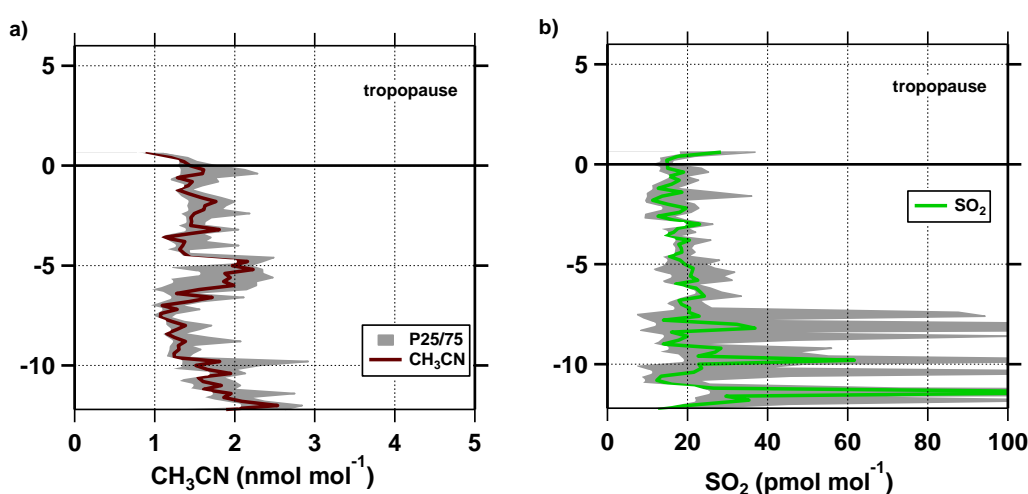 a)
5
0
-5
-10
tropopause
P25/75
CH₃CN
0 1 2 3 4 5
CH₃CN (nmol mol⁻¹)
b)
5
0
-5
-10
tropopause
SO₂
0 20 40 60 80 100
SO₂ (pmol mol⁻¹)